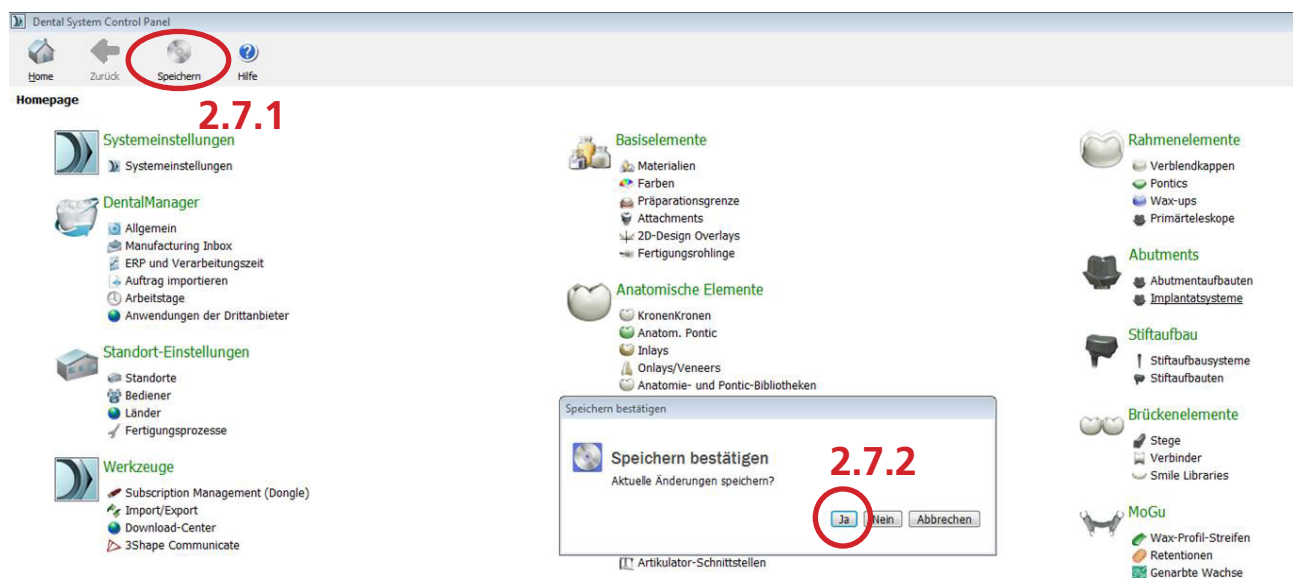 Dental System Control Panel
Home Zurück Speichern Hilfe
Homepage
2.7.1
Systemeinstellungen
Systemeinstellungen
DentalManager
Allgemein
Manufacturing Inbox
ERP und Verarbeitungszeit
Auftrag importieren
Arbeitstage
Anwendungen der Drittanbieter
Standort-Einstellungen
Standorte
Bediener
Länder
Fertigungsprozesse
Werkzeuge
Subscription Management (Dongle)
Import/Export
Download-Center
3Shape Communicate
Basiselemente
Materialien
Farben
Präparationsgrenze
Attachments
2D-Design Overlays
Fertigungsrohlinge
Anatomische Elemente
KronenKronen
Anatom. Pontic
Inlays
Onlays/Veneers
Anatomie- und Pontic-Bibliotheken
Speichern bestätigen
Speichern bestätigen
Aktuelle Änderungen speichern?
2.7.2
Ja Nein Abbrechen
Artikulator-Schnittstellen
Rahmenelemente
Verblendkappen
Pontics
Wax-ups
Primärteleskope
Abutments
Abutmentaufbauten
Implantatsysteme
Stiftaufbau
Stiftaufbausysteme
Stiftaufbauten
Brückenelemente
Stege
Verbinder
Smile Libraries
MoGu
Wax-Profil-Streifen
Retentionen
Genarbte Wachse